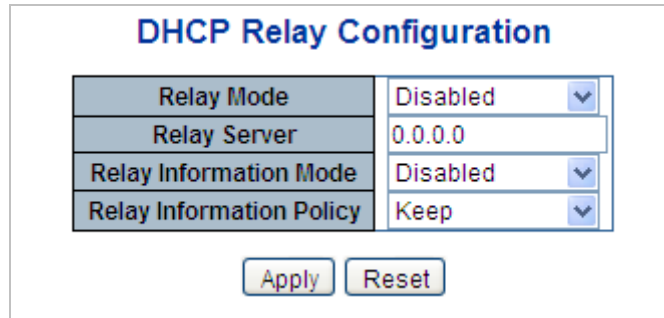 DHCP Relay Configuration
Relay Mode Disabled
Relay Server 0.0.0.0
Relay Information Mode Disabled
Relay Information Policy Keep
Apply Reset